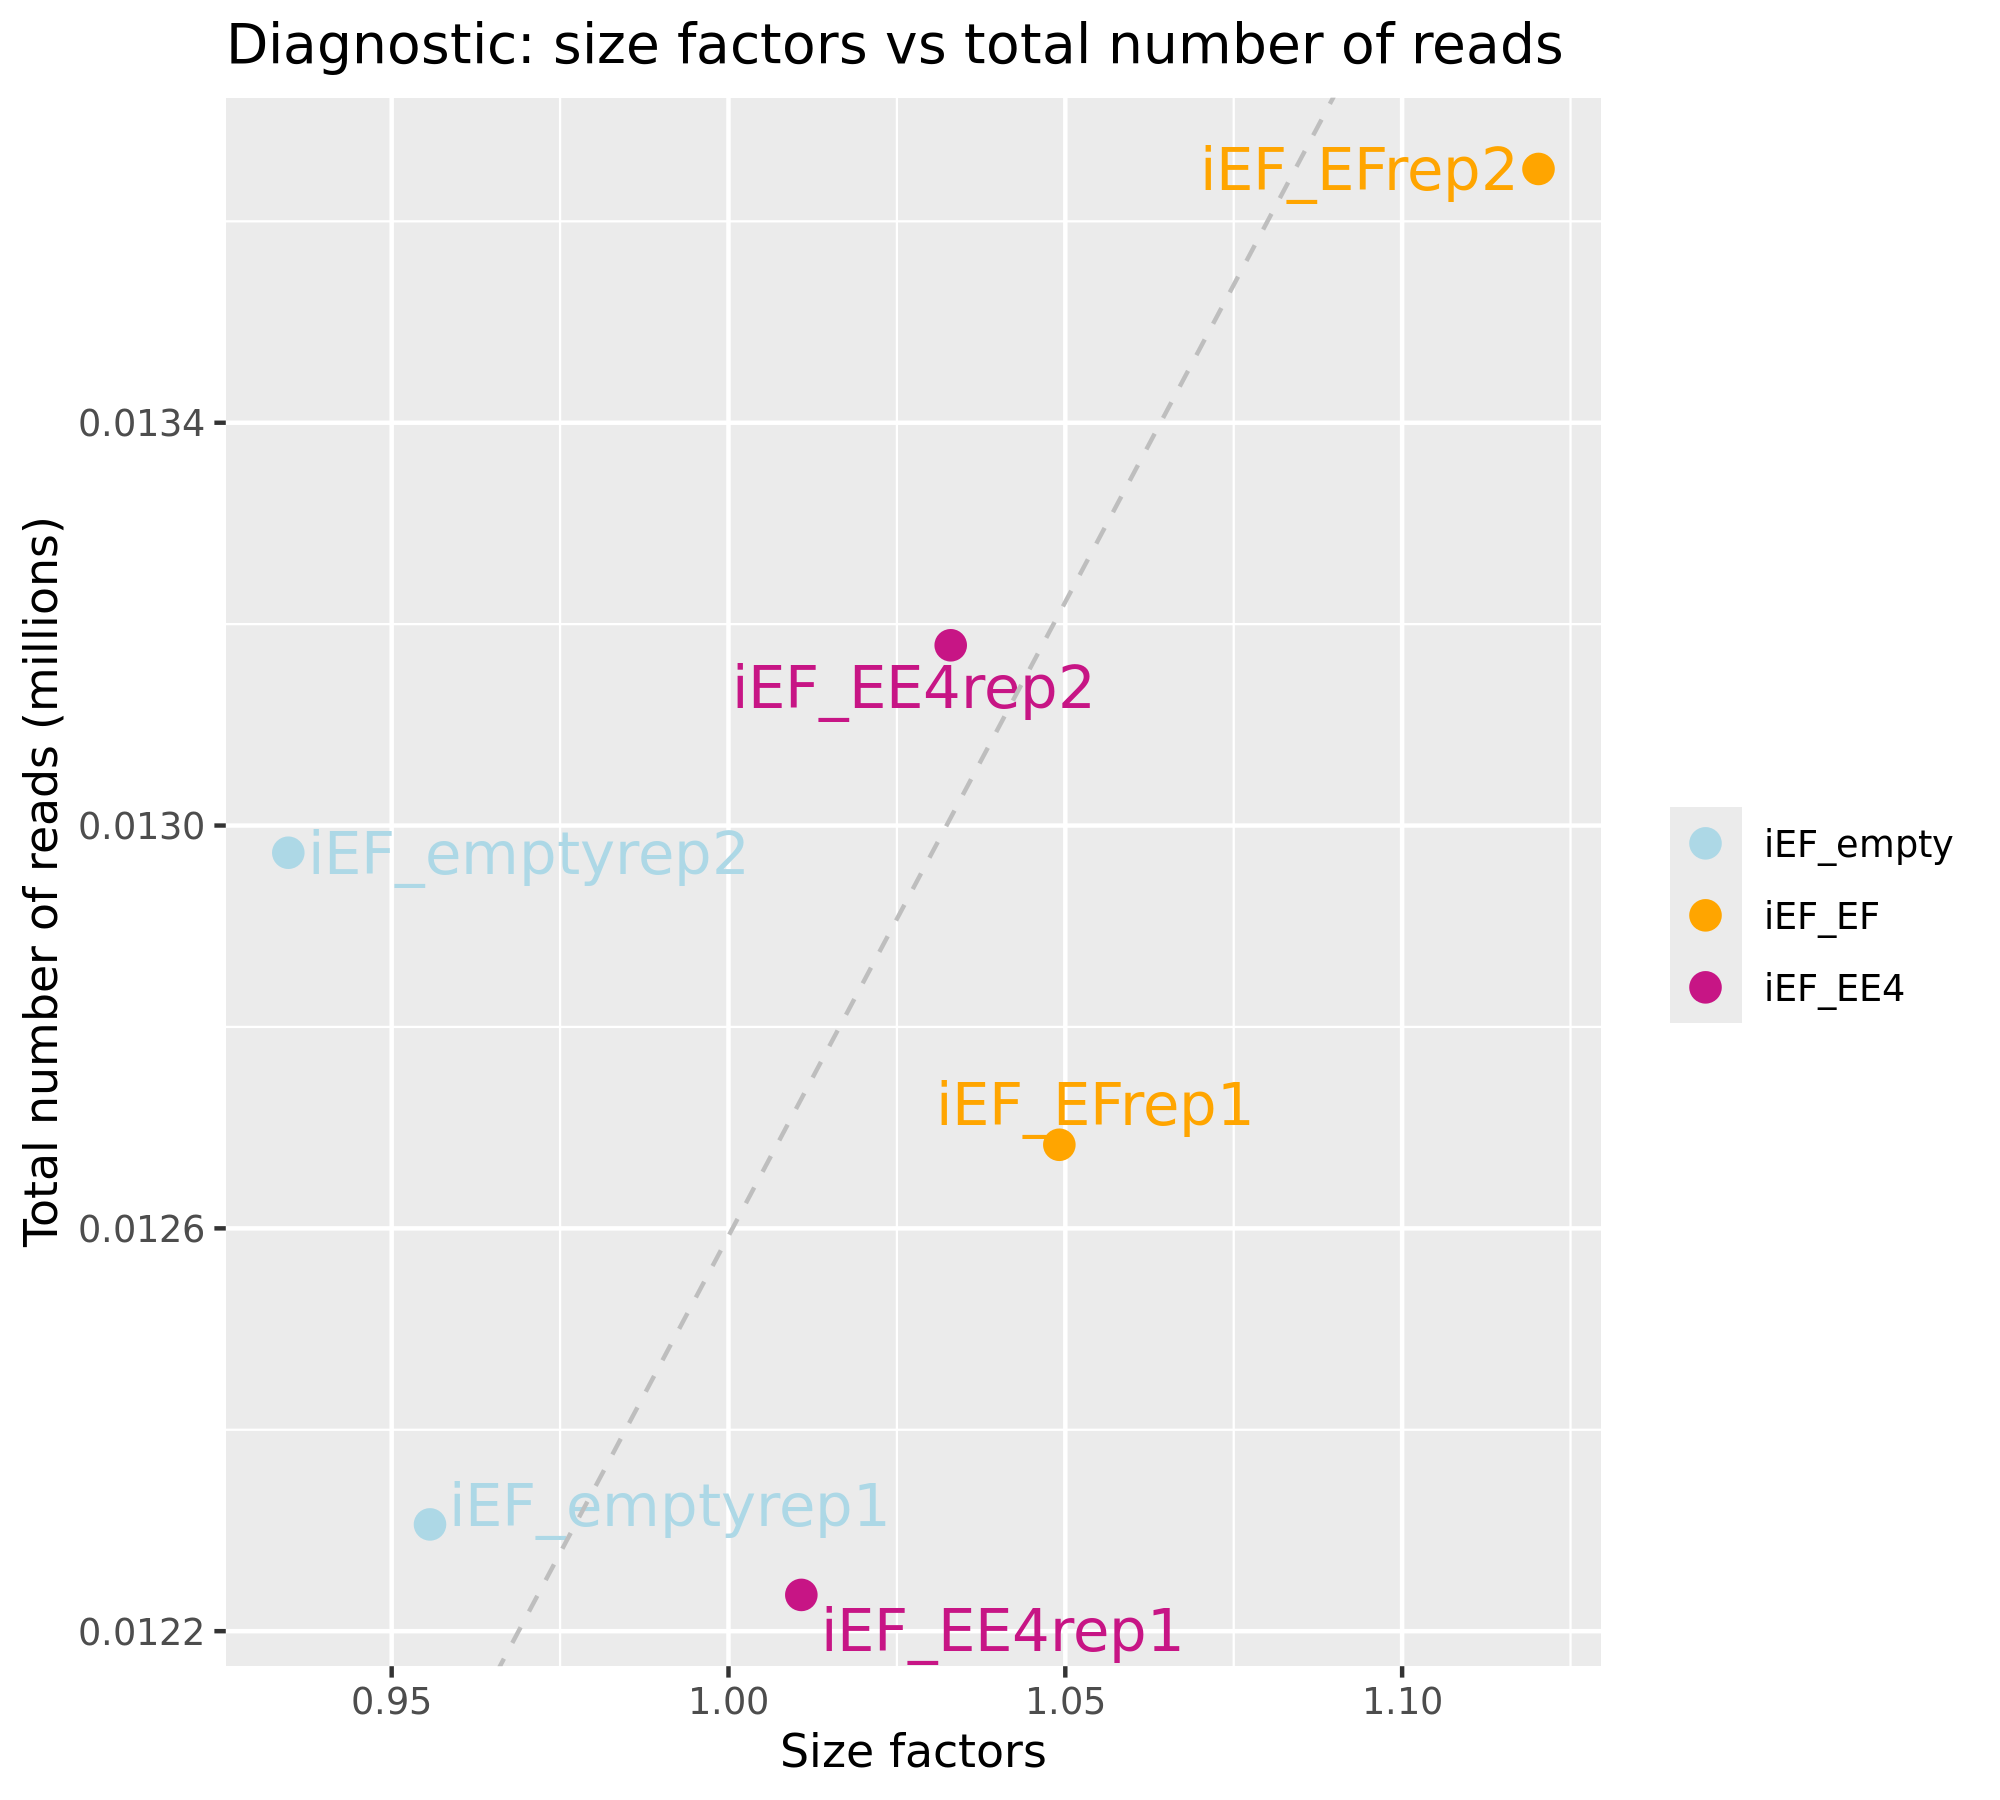 Diagnostic: size factors vs total number of reads
iEF_EFrep2
0.0134
iEF_EE4rep2
Total number of reads (millions)
0.0130
iEF_emptyrep2
iEF_empty
iEF_EF
iEF_EE4
iEF_EFrep1
0.0126
iEF_emptyrep1
0.0122
iEF_EE4rep1
0.95
1.00
1.05
1.10
Size factors